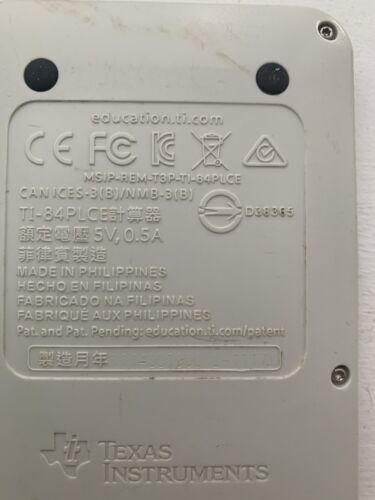 education.ti.com
CE FC
MSIP-REM-T3P-TI-84PLCE
CAN ICES-3(B)/NMB-3(B)
TI-84PLCE計算器
D38365
額定電壓 5V, 0.5A
菲律賓製造
MADE IN PHILIPPINES
HECHO EN FILIPINAS
FABRICADO NA FILIPINAS
FABRIQUÉ AUX PHILIPPINES
Pat. and Pat. Pending: education.ti.com/patent
製造月年
TEXAS
INSTRUMENTS